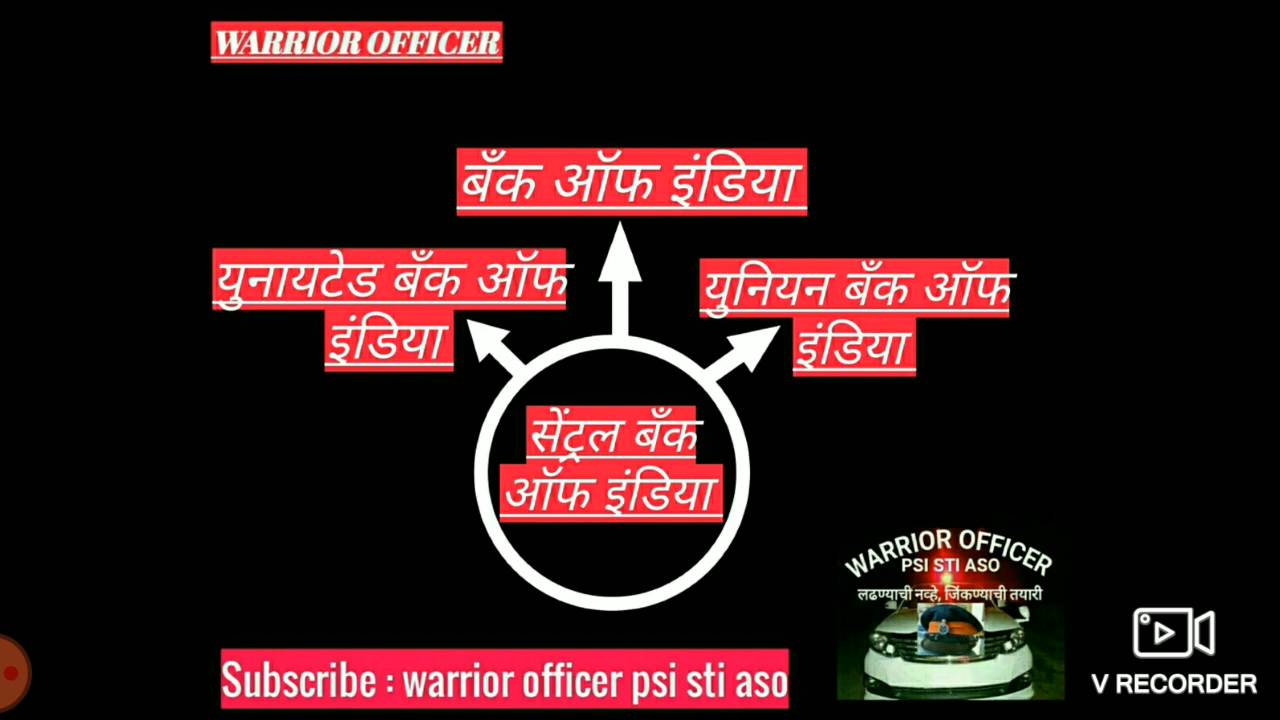 WARRIOR OFFICER
बँक ऑफ इंडिया
युनायटेड बँक ऑफ
इंडिया
युनियन बँक ऑफ
इंडिया
सेंट्रल बँक
ऑफ इंडिया
WARRIOR OFFICER
PSI STI ASO
लढण्याची नव्हे, जिंकण्याची तयारी
Subscribe : warrior officer psi sti aso
V RECORDER